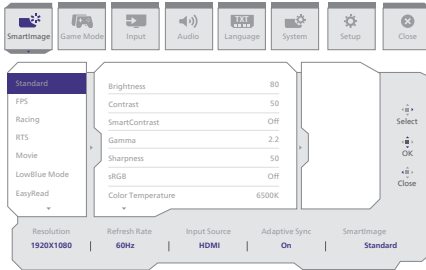 SmartImage
Game Mode
Input
Audio
TXT
Language
System
Setup
Close
Standard
FPS
Racing
RTS
Movie
LowBlue Mode
EasyRead
Brightness 80
Contrast 50
SmartContrast Off
Gamma 2.2
Sharpness 50
sRGB Off
Color Temperature 6500K
Select
OK
Close
Resolution Refresh Rate Input Source Adaptive Sync SmartImage
1920X1080 | 60Hz | HDMI | On | Standard